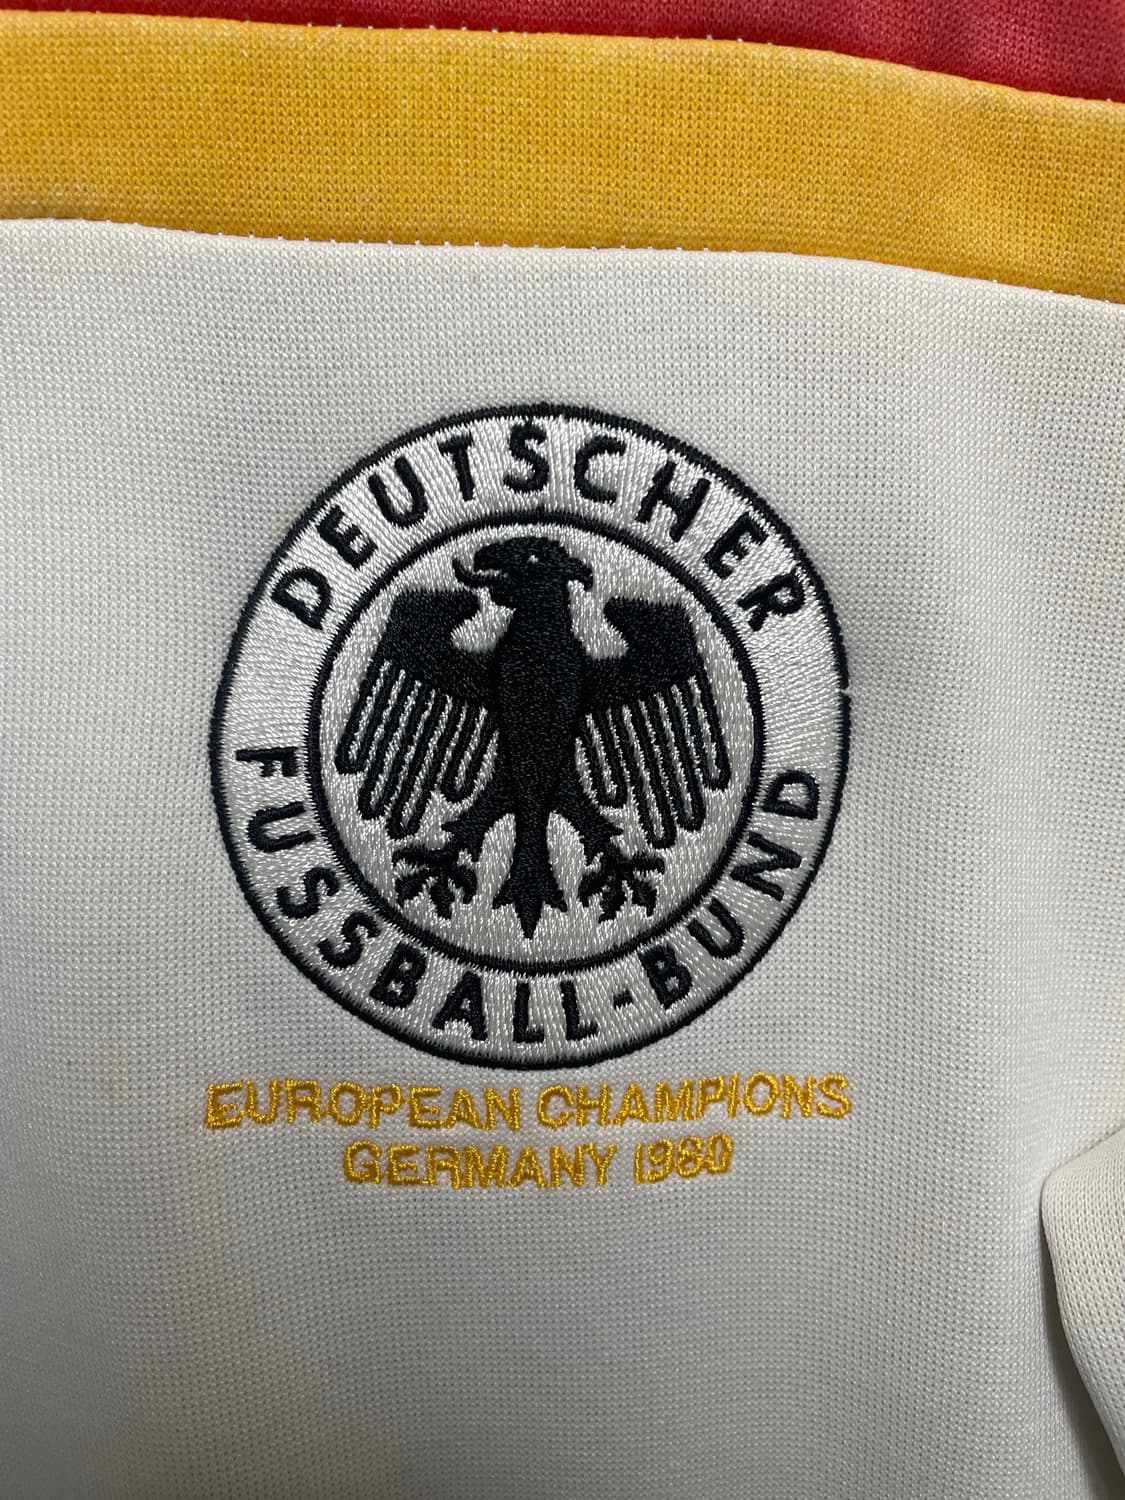 DEUTSCHER
FUSSBALL-BUND
EUROPEAN CHAMPIONS
GERMANY 1980